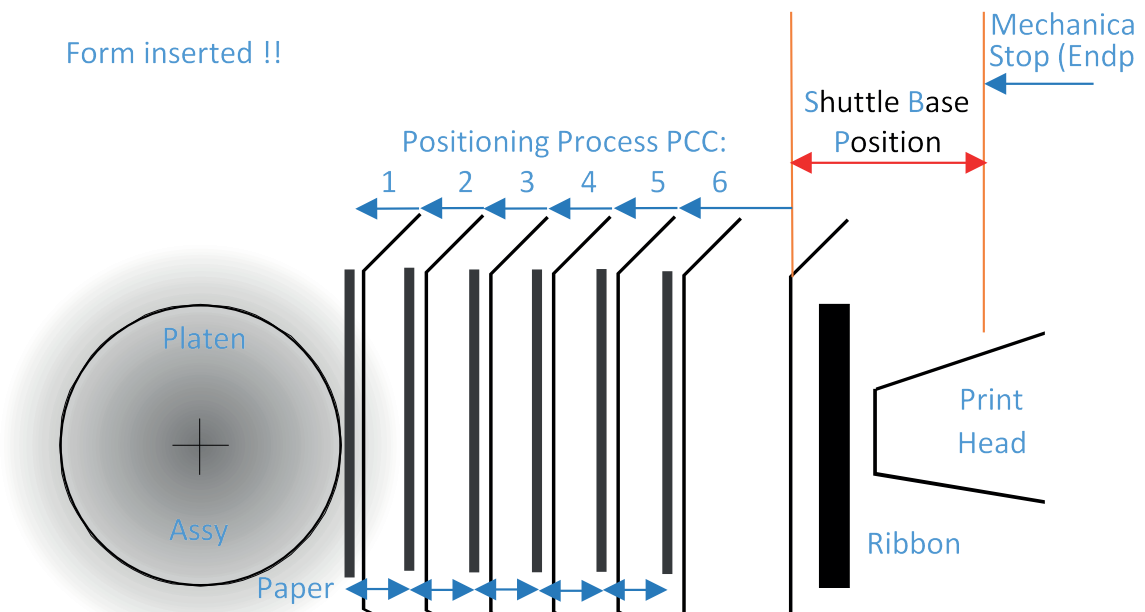 Form inserted !!
Mechanica
Stop (Endp
Shuttle Base
Position
Positioning Process PCC:
1 2 3 4 5 6
Platen
Assy
Print
Head
Ribbon
Paper